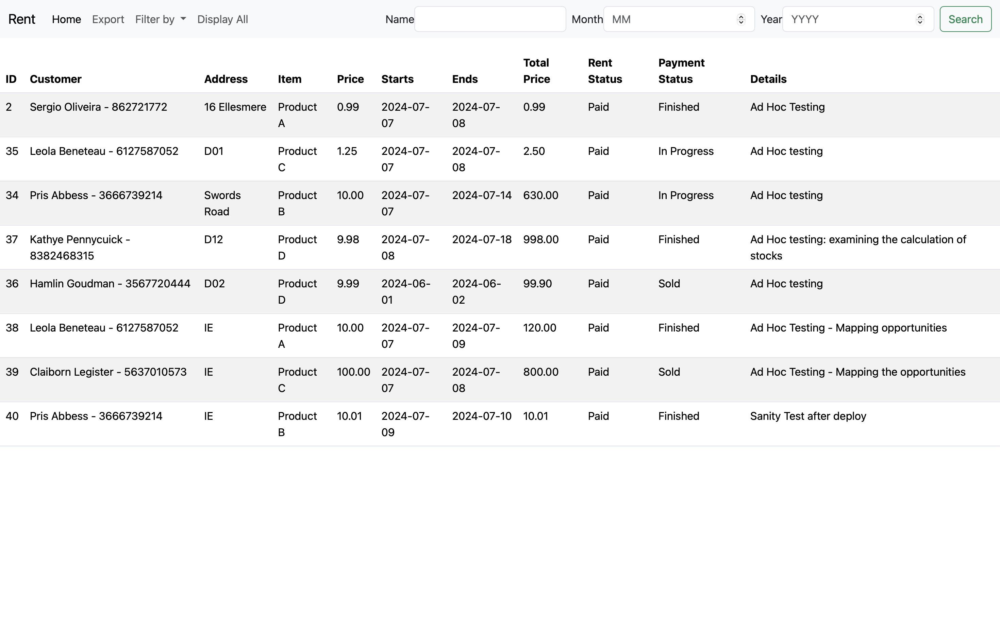 Rent Home Export Filter by Display All Name Month MM Year YYYY Search
Total Rent Payment
ID Customer Address Item Price Starts Ends Price Status Status Details
2 Sergio Oliveira - 862721772 16 Ellesmere Product 0.99 2024-07- 2024-07- 0.99 Paid Finished Ad Hoc Testing
A 07 08
35 Leola Beneteau - 6127587052 D01 Product 1.25 2024-07- 2024-07- 2.50 Paid In Progress Ad Hoc testing
C 07 08
34 Pris Abbess - 3666739214 Swords Product 10.00 2024-07- 2024-07-14 630.00 Paid In Progress Ad Hoc testing
Road B 07
37 Kathye Pennycuick - D12 Product 9.98 2024-07- 2024-07-18 998.00 Paid Finished Ad Hoc testing: examining the calculation of
8382468315 D 08 stocks
36 Hamlin Goudman - 3567720444 D02 Product 9.99 2024-06- 2024-06- 99.90 Paid Sold Ad Hoc testing
D 01 02
38 Leola Beneteau - 6127587052 IE Product 10.00 2024-07- 2024-07- 120.00 Paid Finished Ad Hoc Testing - Mapping opportunities
A 07 09
39 Claiborn Legister - 5637010573 IE Product 100.00 2024-07- 2024-07- 800.00 Paid Sold Ad Hoc Testing - Mapping the opportunities
C 07 08
40 Pris Abbess - 3666739214 IE Product 10.01 2024-07- 2024-07-10 10.01 Paid Finished Sanity Test after deploy
B 09